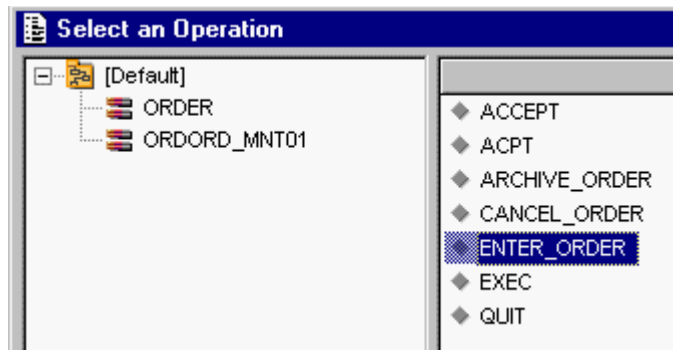 Select an Operation
[Default]
ORDER
ORDORD_MNT01
ACCEPT
ACPT
ARCHIVE_ORDER
CANCEL_ORDER
ENTER_ORDER
EXEC
QUIT